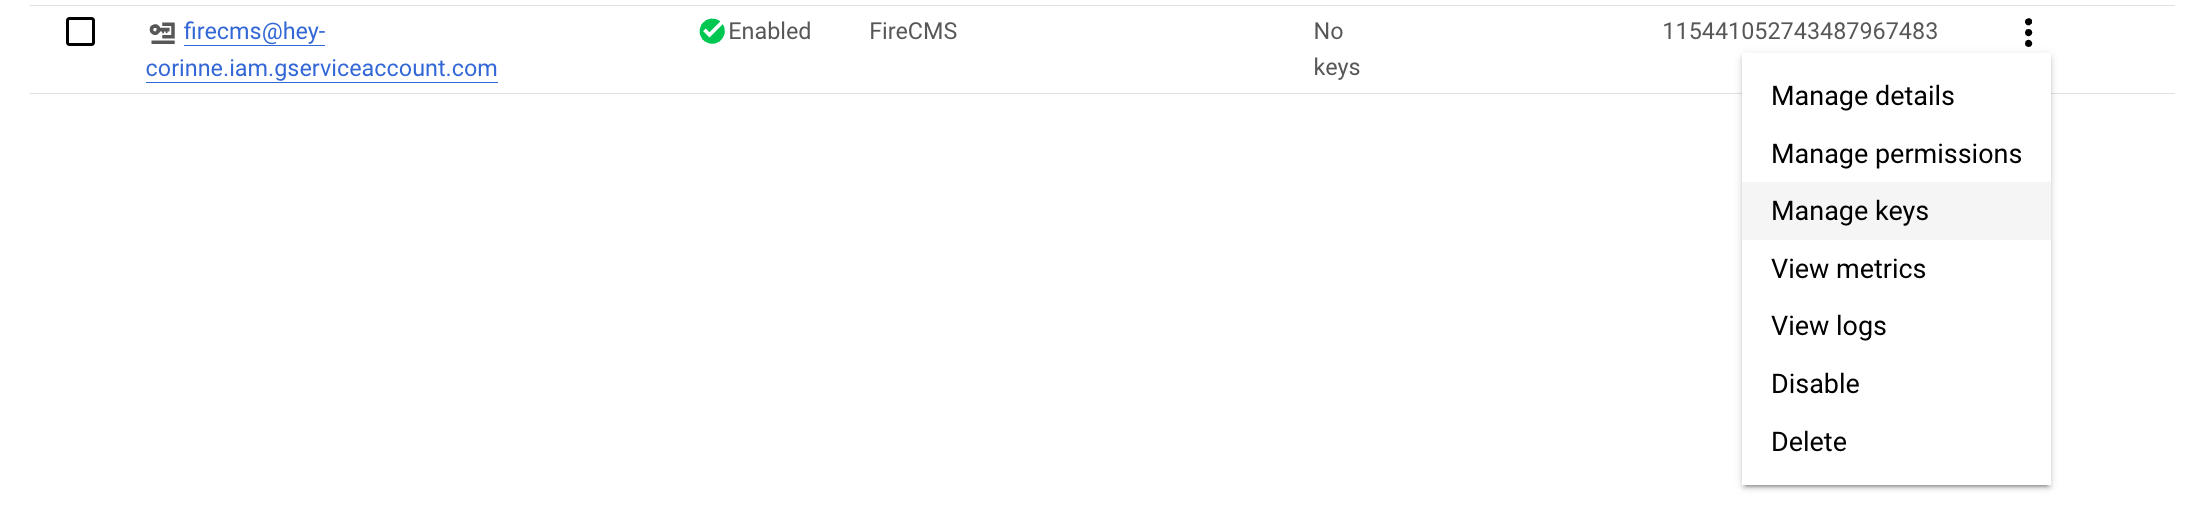 firecms@hey-
corinne.iam.gserviceaccount.com
Enabled
FireCMS
No
keys
115441052743487967483
Manage details
Manage permissions
Manage keys
View metrics
View logs
Disable
Delete